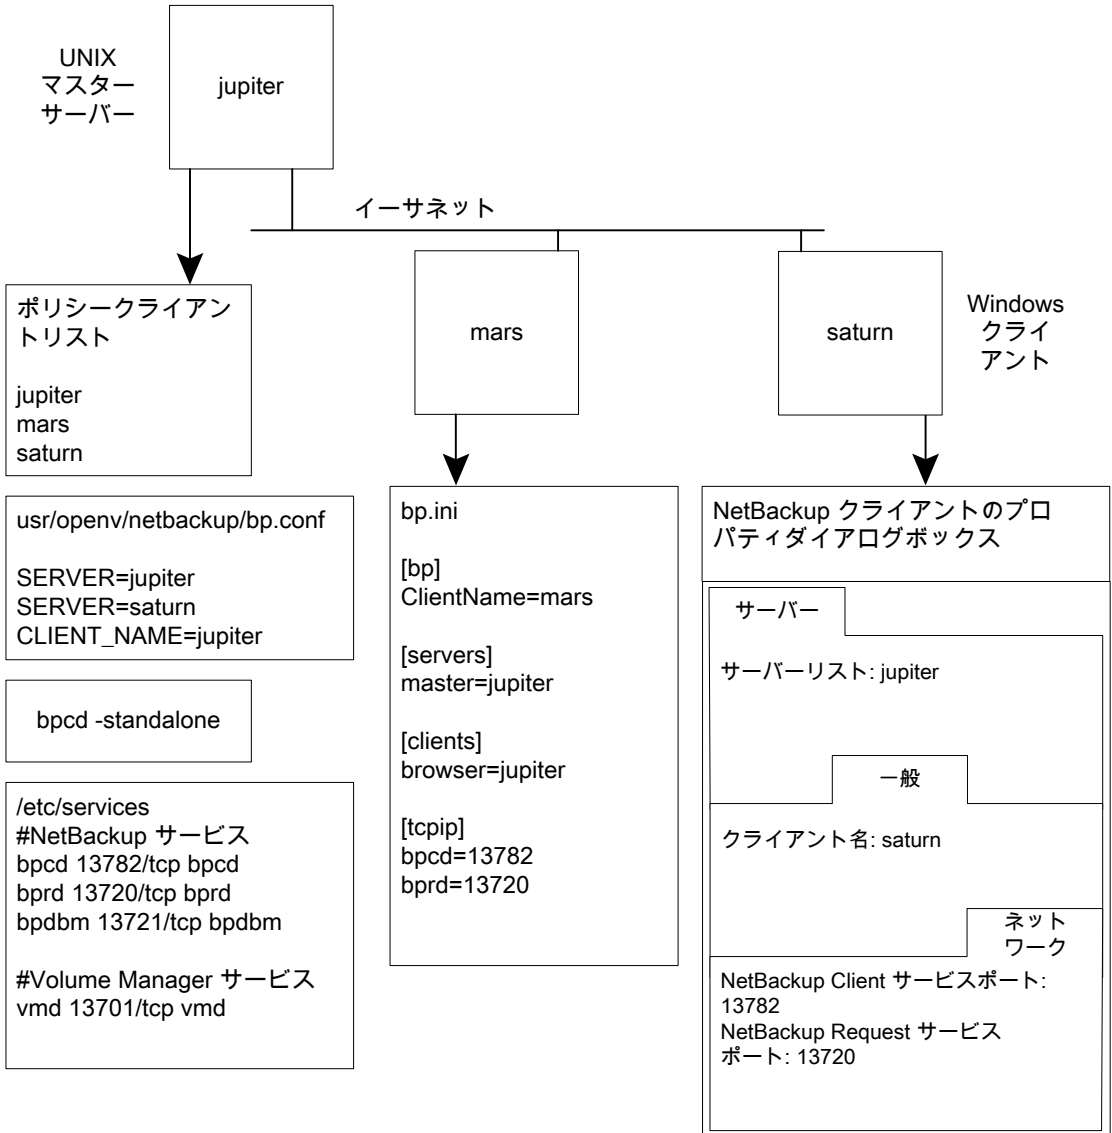 UNIX
マスター
サーバー
jupiter
イーサネット
ポリシークライアン
トリスト
jupiter
mars
saturn
mars
saturn
Windows
クライ
アント
usr/openv/netbackup/bp.conf
SERVER=jupiter
SERVER=saturn
CLIENT_NAME=jupiter
bpcd -standalone
/etc/services
#NetBackup サービス
bpcd 13782/tcp bpcd
bprd 13720/tcp bprd
bpdbm 13721/tcp bpdbm
#Volume Manager サービス
vmd 13701/tcp vmd
bp.ini
[bp]
ClientName=mars
[servers]
master=jupiter
[clients]
browser=jupiter
[tcpip]
bpcd=13782
bprd=13720
NetBackup クライアントのプロ
パティダイアログボックス
サーバー
サーバーリスト: jupiter
一般
クライアント名: saturn
ネット
ワーク
NetBackup Client サービスポート:
13782
NetBackup Request サービス
ポート: 13720